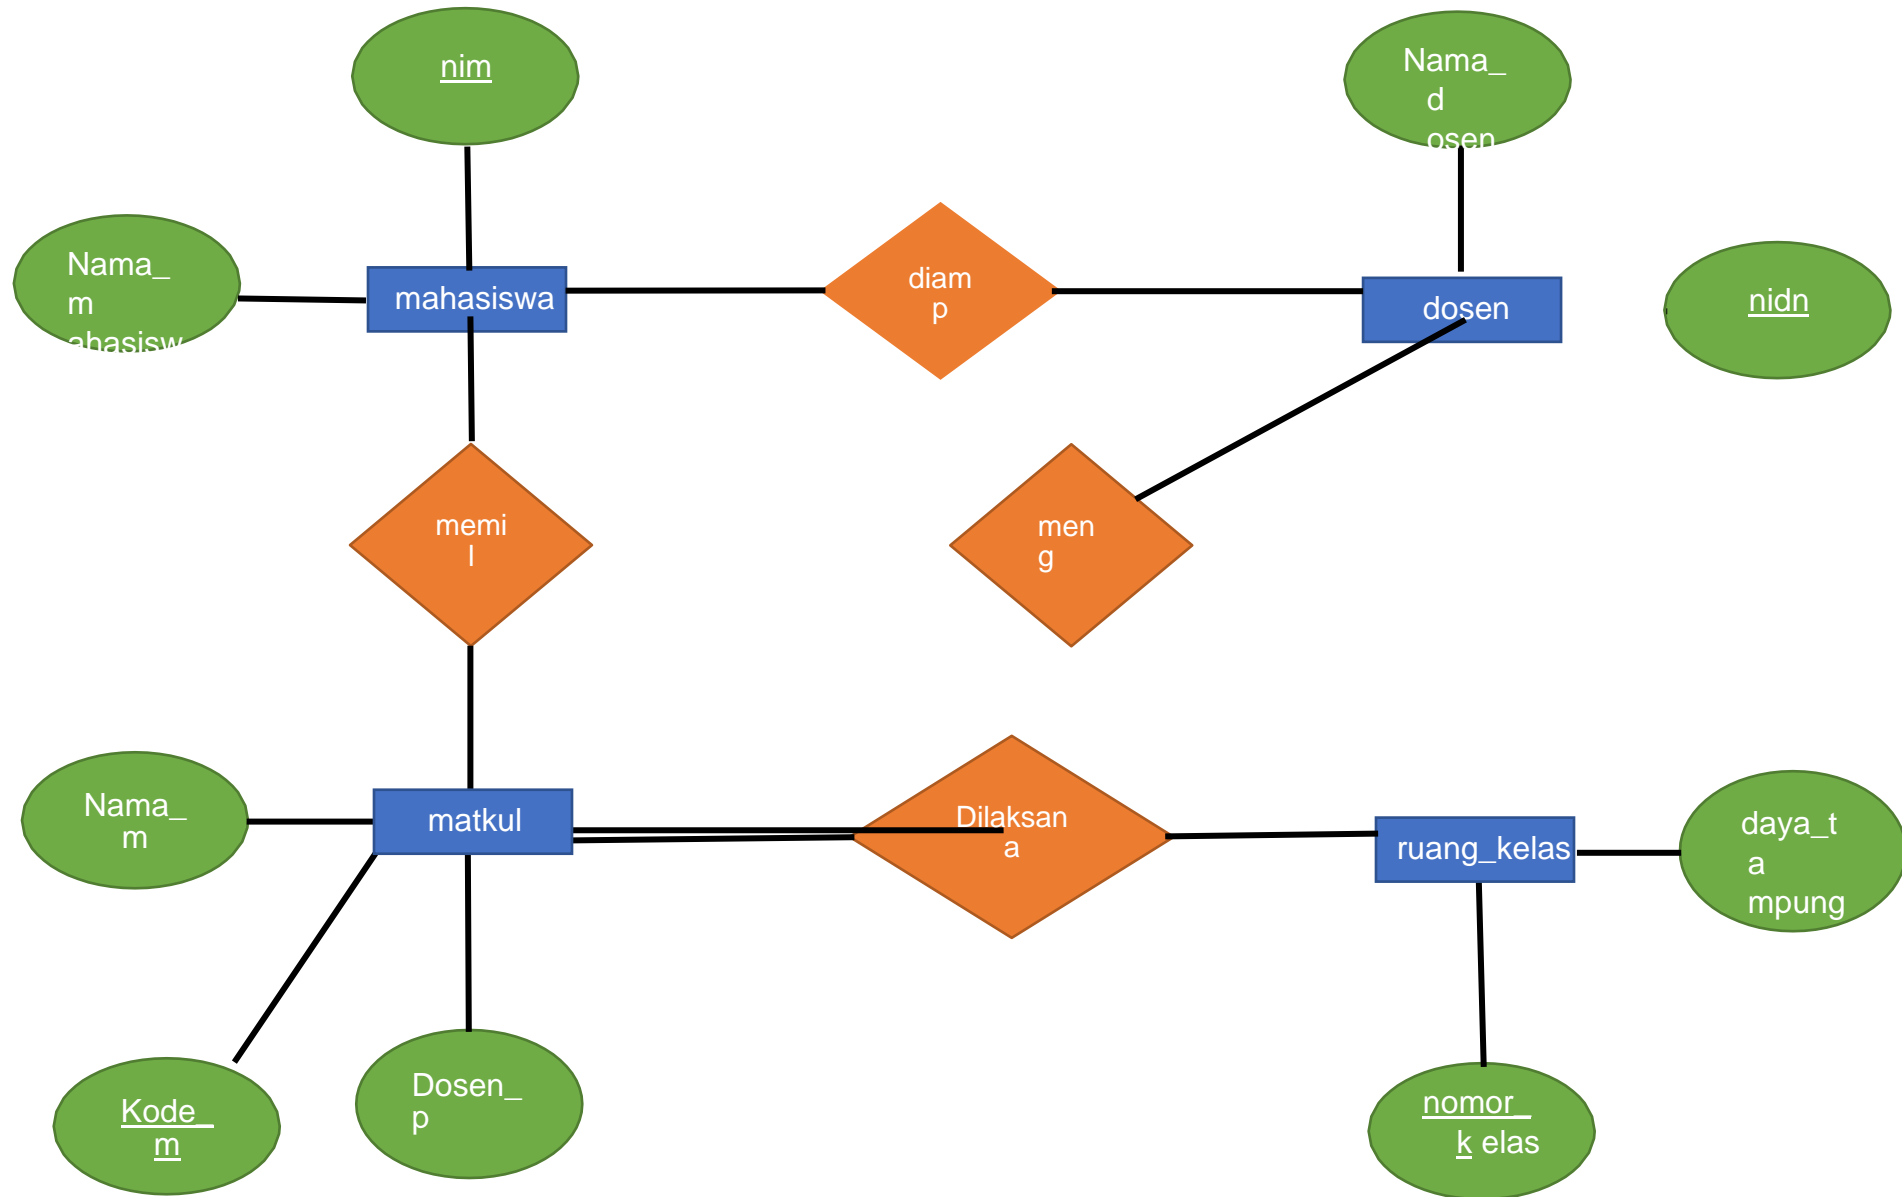 nim
Nama_
d
osen
Nama_
m
ahasisw
mahasiswa
diam
p
dosen
nidn
memi
l
men
g
Nama_
m
matkul
Dilaksan
a
ruang_kelas
daya_t
a
mpung
Kode_
m
Dosen_
p
nomor_
k elas